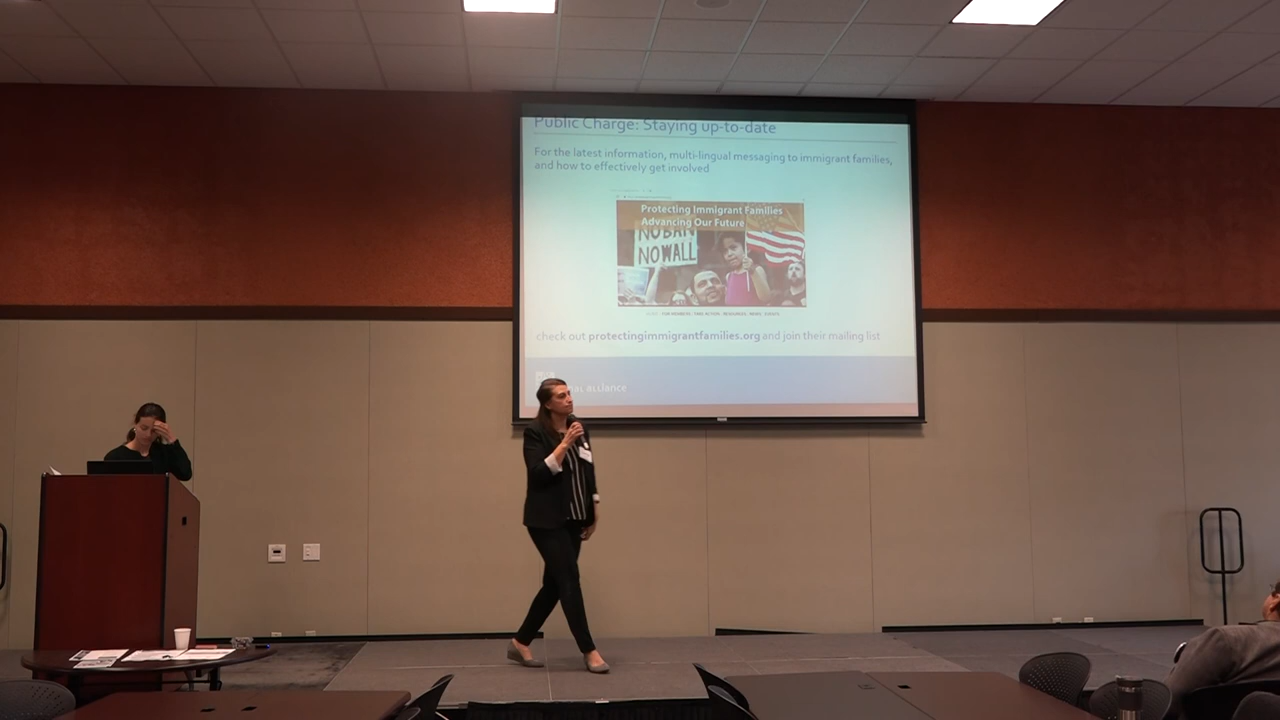 Public Charge: Staying up-to-date
For the latest information, multi-lingual messaging to immigrant families,
and how to effectively get involved
Protecting Immigrant Families
Advancing Our Future
NO BAN
NO WALL
check out protectingimmigrantfamilies.org and join their mailing list
alliance